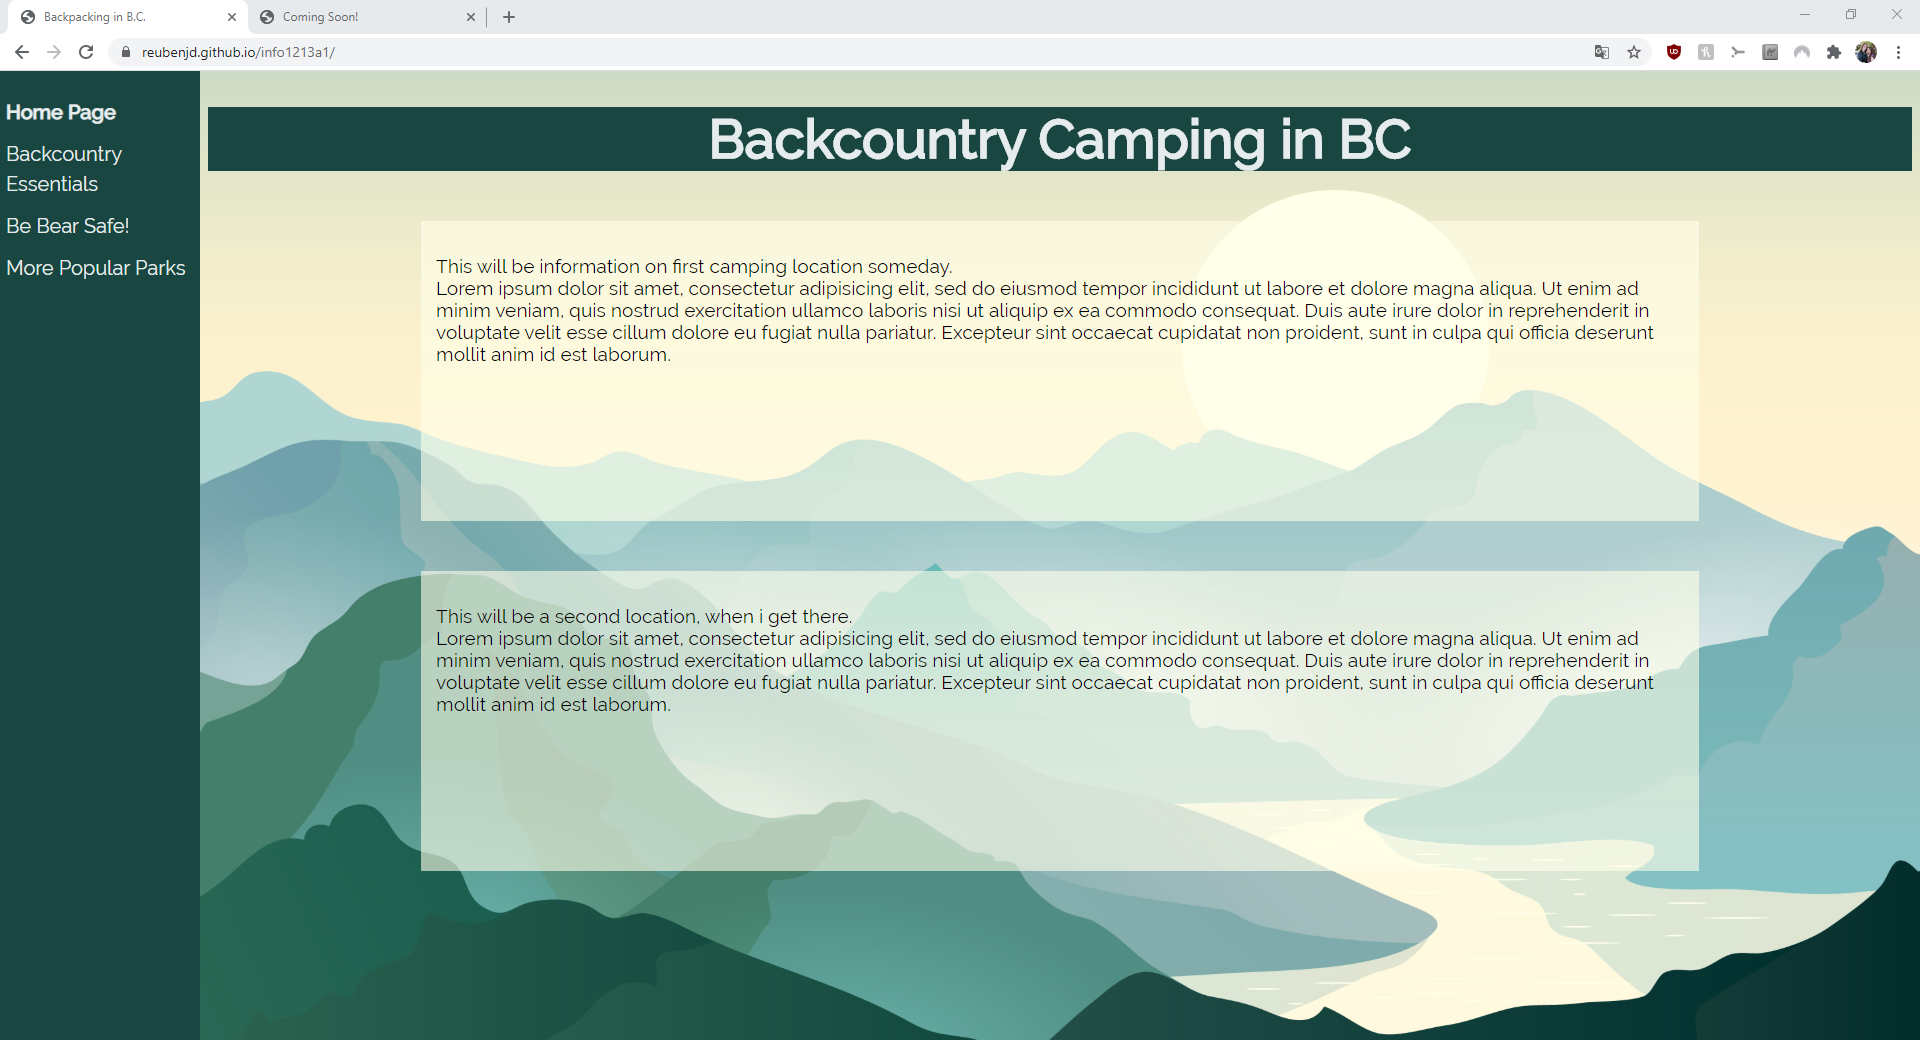 Backpacking in B.C.
Coming Soon!
reubenjd.github.io/info1213a1/
Home Page
Backcountry
Essentials
Be Bear Safe!
More Popular Parks
Backcountry Camping in BC
This will be information on first camping location someday.
Lorem ipsum dolor sit amet, consectetur adipisicing elit, sed do eiusmod tempor incididunt ut labore et dolore magna aliqua. Ut enim ad
minim veniam, quis nostrud exercitation ullamco laboris nisi ut aliquip ex ea commodo consequat. Duis aute irure dolor in reprehenderit in
voluptate velit esse cillum dolore eu fugiat nulla pariatur. Excepteur sint occaecat cupidatat non proident, sunt in culpa qui officia deserunt
mollit anim id est laborum.
This will be a second location, when i get there.
Lorem ipsum dolor sit amet, consectetur adipisicing elit, sed do eiusmod tempor incididunt ut labore et dolore magna aliqua. Ut enim ad
minim veniam, quis nostrud exercitation ullamco laboris nisi ut aliquip ex ea commodo consequat. Duis aute irure dolor in reprehenderit in
voluptate velit esse cillum dolore eu fugiat nulla pariatur. Excepteur sint occaecat cupidatat non proident, sunt in culpa qui officia deserunt
mollit anim id est laborum.